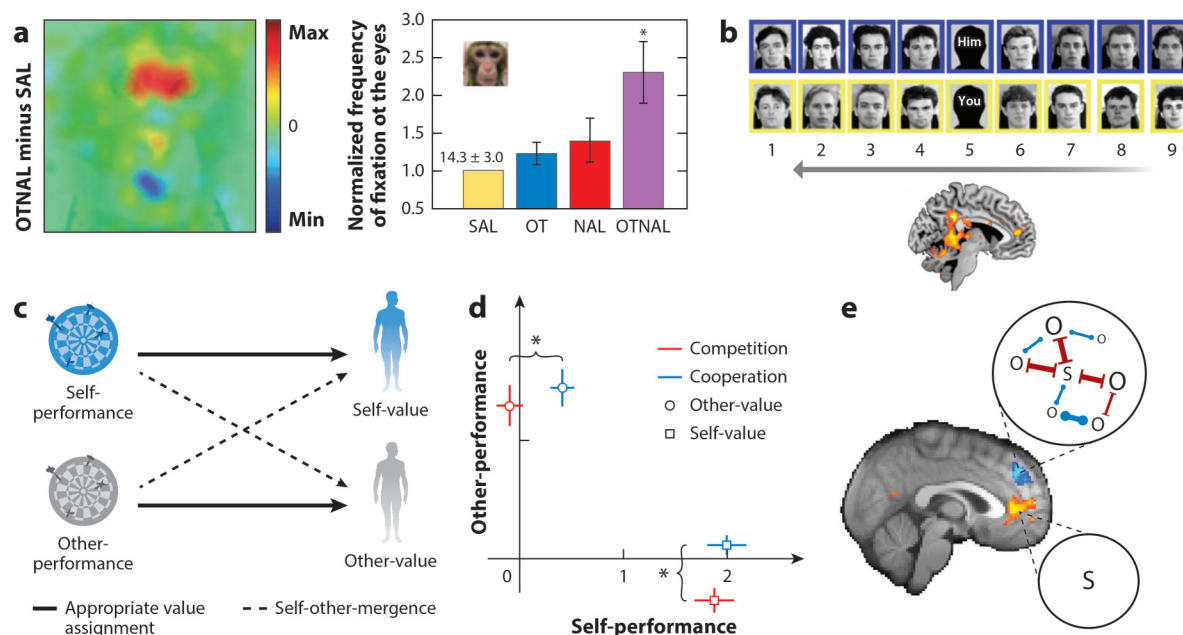 a
OTNAL minus SAL
Max
0
Min
Normalized frequency
of fixation ot the eyes
3.0
2.5
2.0
1.5
1.0
0.5
14.3 ± 3.0
*
SAL OT NAL OTNAL
b
Him
You
1 2 3 4 5 6 7 8 9
c
Self-
performance
Self-value
Other-
performance
Other-value
Appropriate value
assignment
Self-other-mergence
d
Other-performance
*
Competition
Cooperation
Other-value
Self-value
*
0 1 2
Self-performance
e
O
O
O
S
O
O
O
S